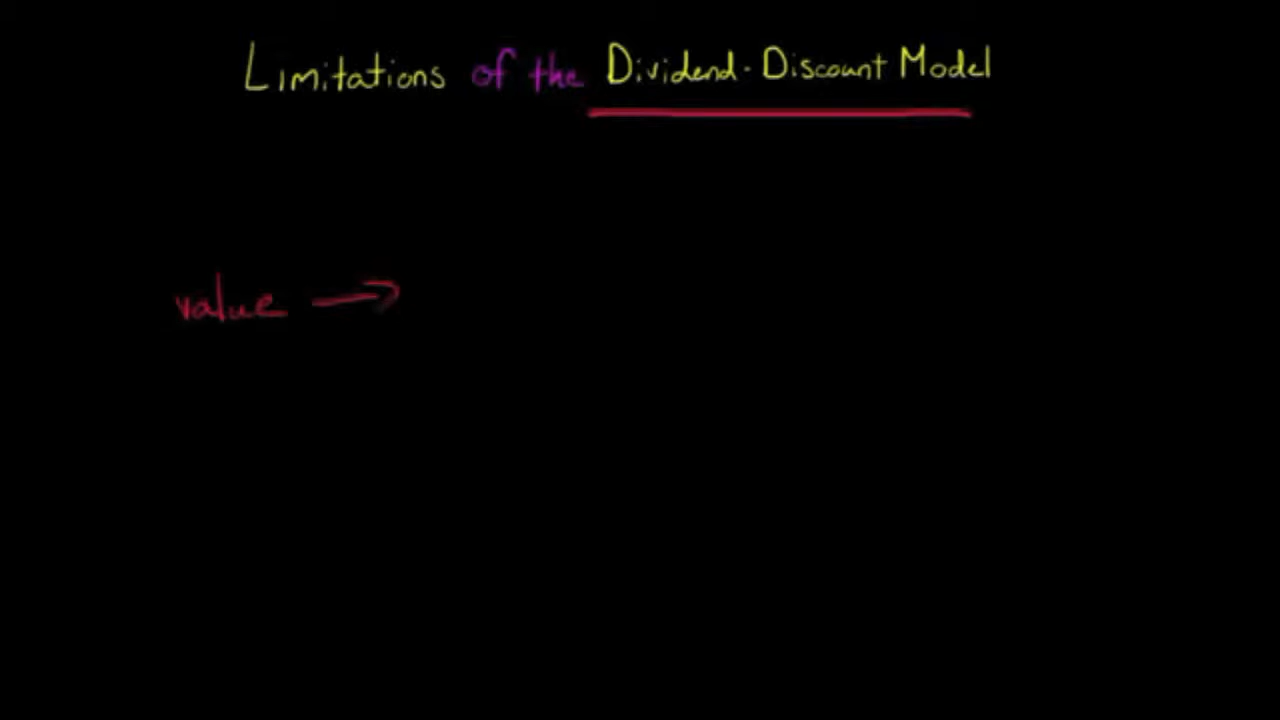 Limitations of the Dividend-Discount Model
value →